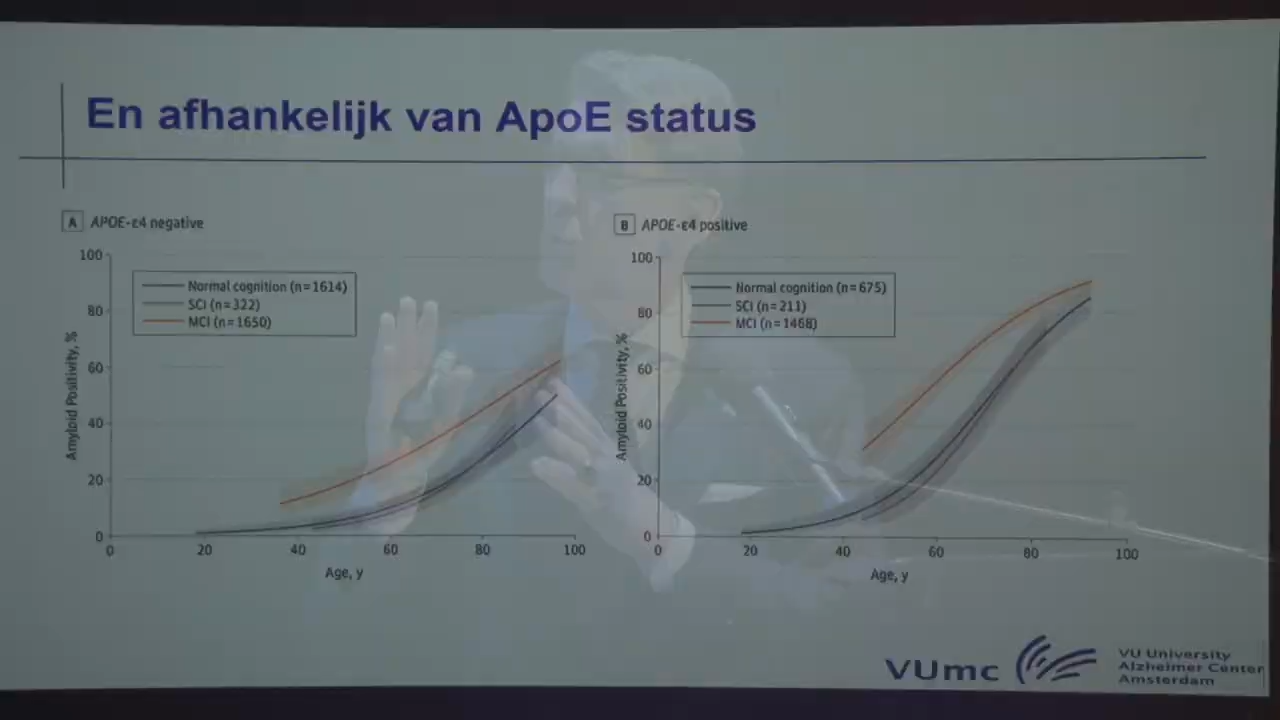 En afhankelijk van ApoE status
A APOE-ε4 negative
100
80
60
40
20
0
Amyloid Positivity, %
Normal cognition (n=1614)
SCI (n=322)
MCI (n=1650)
0 20 40 60 80 100
Age, y
B APOE-ε4 positive
100
80
60
40
20
0
Amyloid Positivity, %
Normal cognition (n=675)
SCI (n=211)
MCI (n=1468)
0 20 40 60 80 100
Age, y
VUmc
VU University
Alzheimer Center
Amsterdam